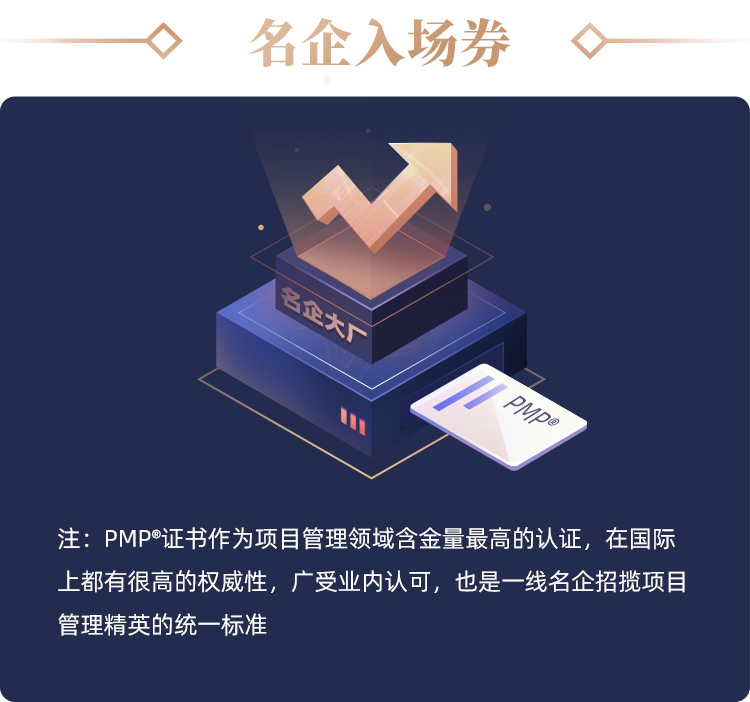 名企入场券
名企大厂
PMP®
注：PMP®证书作为项目管理领域含金量最高的认证，在国际
上都有很高的权威性，广受业内认可，也是一线名企招揽项目
管理精英的统一标准